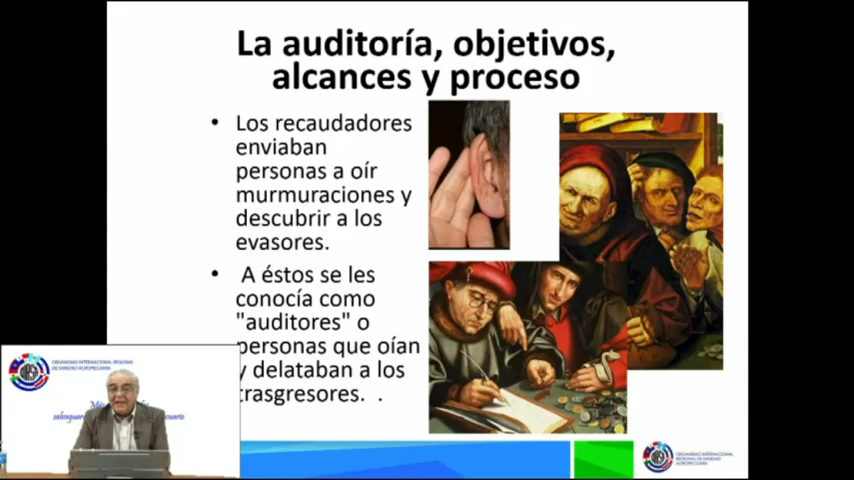 La auditoría, objetivos,
alcances y proceso
• Los recaudadores
enviaban
personas a oír
murmuraciones y
descubrir a los
evasores.
• A éstos se les
conocía como
"auditores" o
personas que oían
y delataban a los
trasgresores. .
ORGANISMO INTERNACIONAL REGIONAL
DE SANIDAD AGROPECUARIA
OIRSA
ORGANISMO INTERNACIONAL
REGIONAL DE SANIDAD
AGROPECUARIA